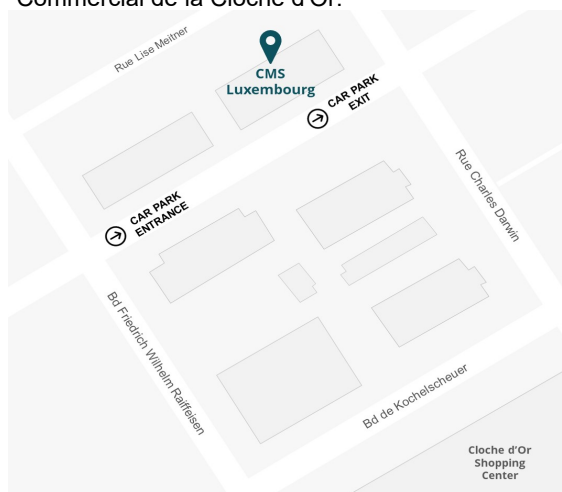 Commercial de la Cloche d'Or.
Rue Lise Meitner
CMS
Luxembourg
CAR PARK
EXIT
Rue Charles Darwin
CAR PARK
ENTRANCE
Bd Friedrich Wilhelm Raiffeisen
Bd de Kochelscheuer
Cloche d'Or
Shopping
Center